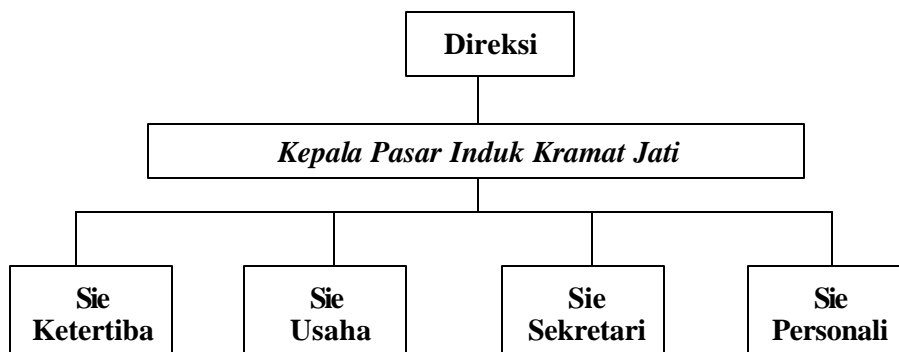 Direksi
Kepala Pasar Induk Kramat Jati
Sie
Ketertiba
Sie
Usaha
Sie
Sekretari
Sie
Personali